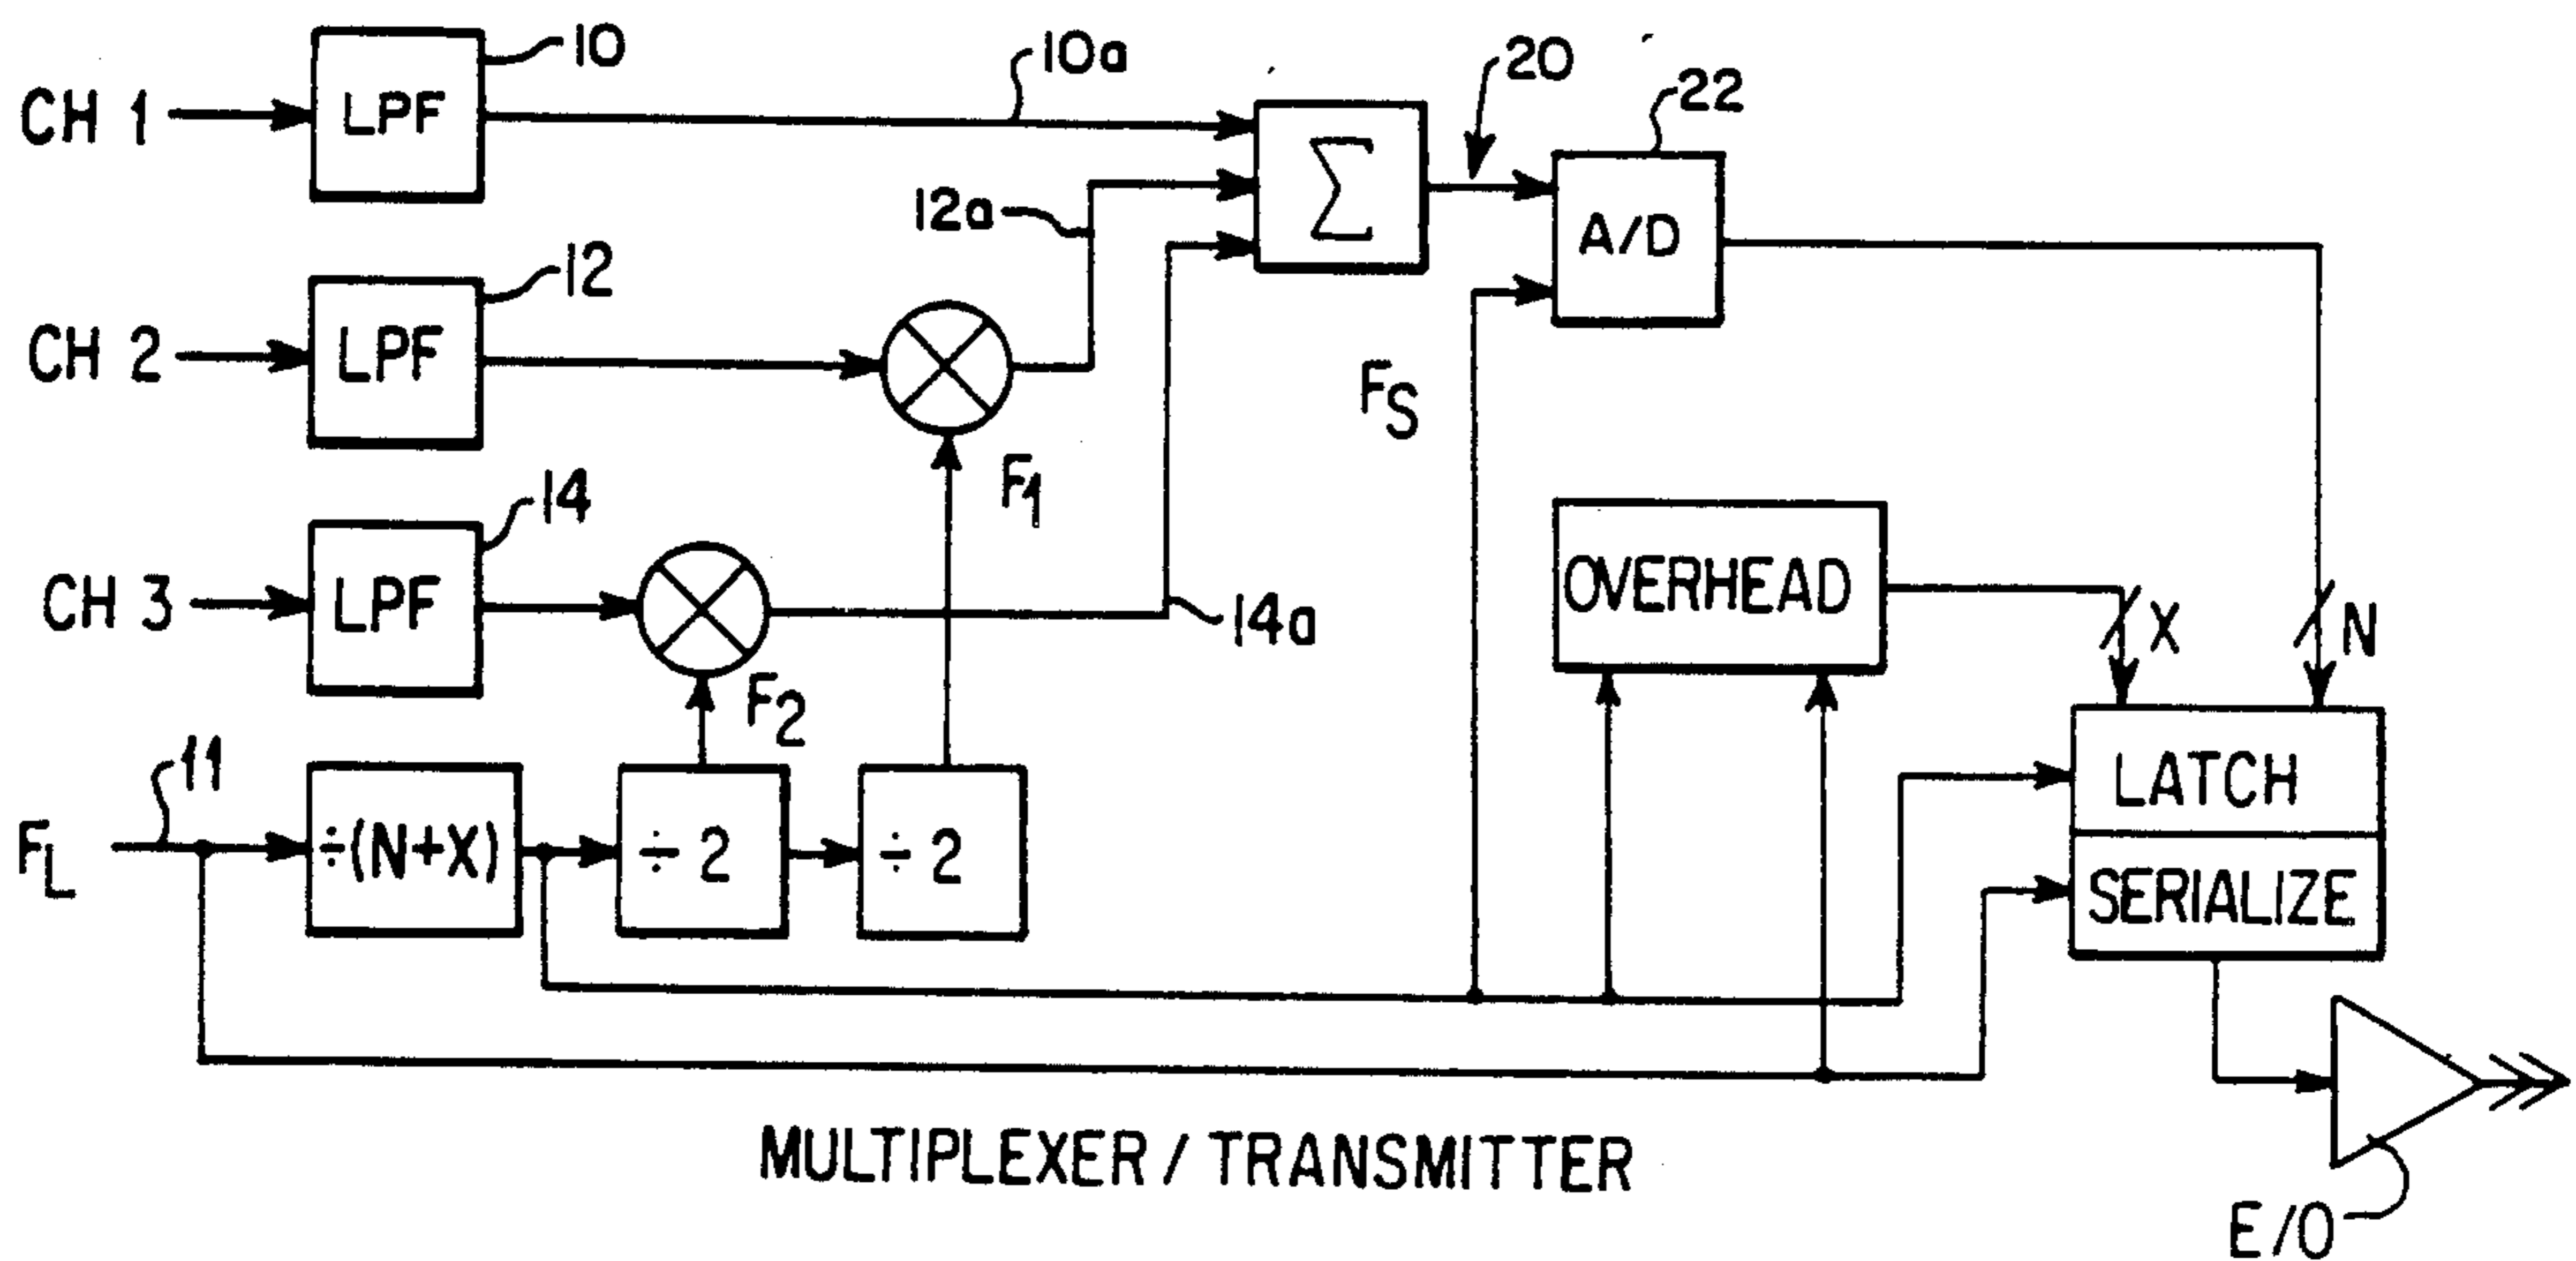 CH 1
LPF
10
10a
Σ
20
22
A/D
CH 2
LPF
12
12a
F1
FS
CH 3
LPF
14
14a
F2
OVERHEAD
X
N
FL
11
÷(N+X)
÷ 2
÷ 2
LATCH
SERIALIZE
E/O
MULTIPLEXER / TRANSMITTER